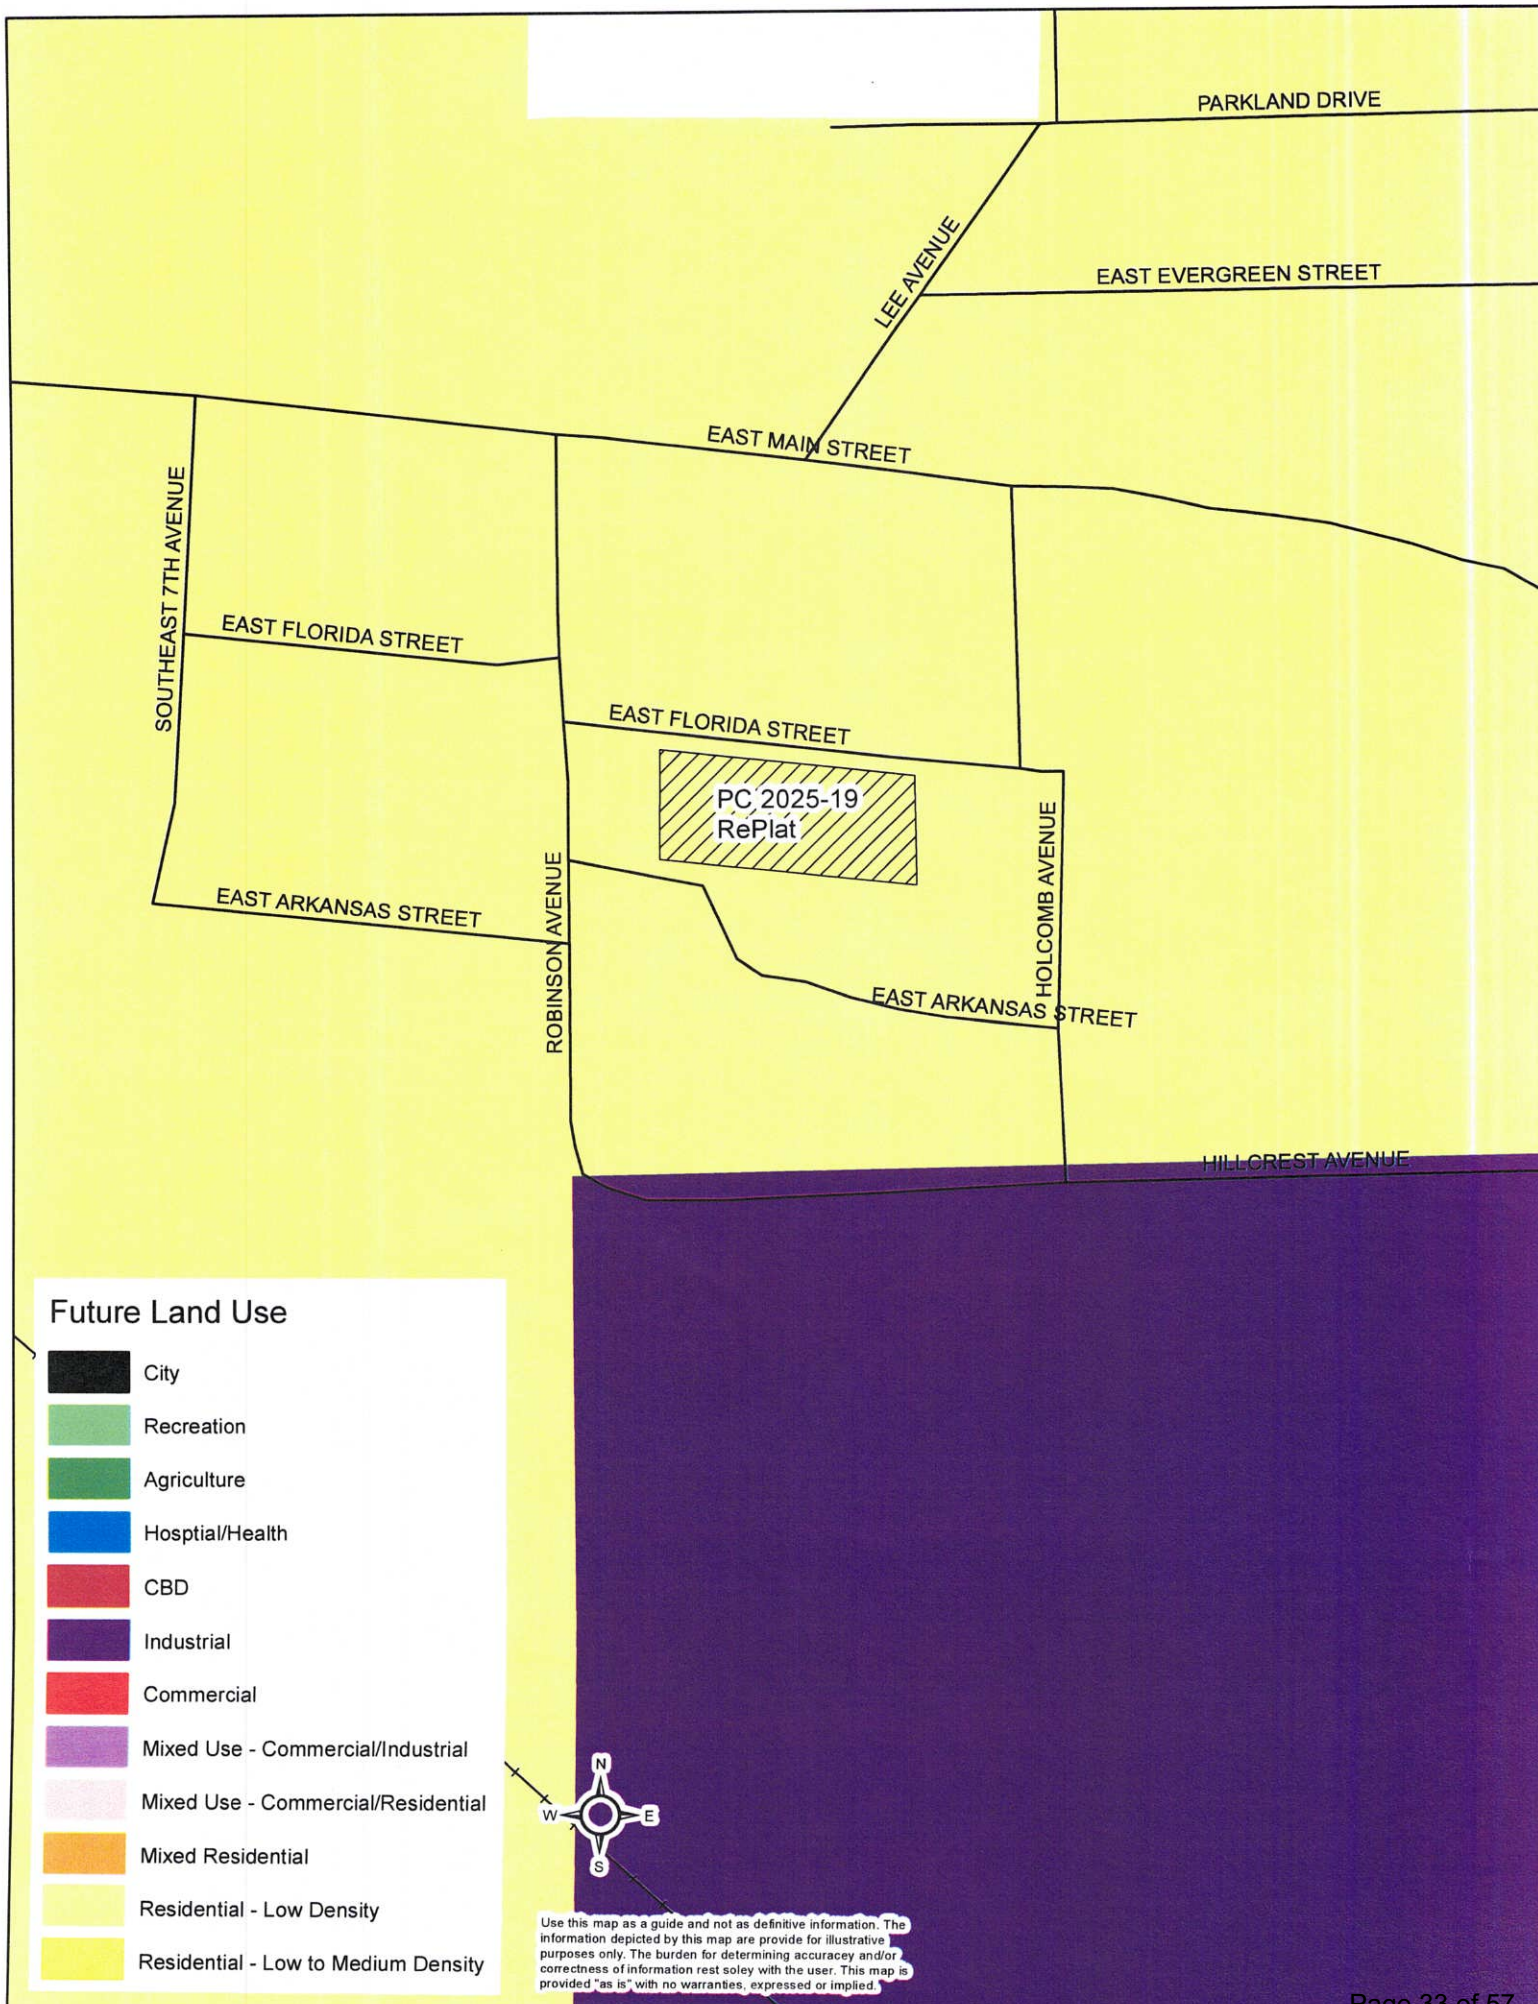 PARKLAND DRIVE
LEE AVENUE
EAST EVERGREEN STREET
EAST MAIN STREET
SOUTHEAST 7TH AVENUE
EAST FLORIDA STREET
EAST FLORIDA STREET
PC 2025-19
RePlat
ROBINSON AVENUE
HOLCOMB AVENUE
EAST ARKANSAS STREET
EAST ARKANSAS STREET
HILLCREST AVENUE
Future Land Use
City
Recreation
Agriculture
Hosptial/Health
CBD
Industrial
Commercial
Mixed Use - Commercial/Industrial
Mixed Use - Commercial/Residential
Mixed Residential
Residential - Low Density
Residential - Low to Medium Density
N
W
E
S
Use this map as a guide and not as definitive information. The
information depicted by this map are provide for illustrative
purposes only. The burden for determining accuracey and/or
correctness of information rest soley with the user. This map is
provided "as is" with no warranties, expressed or implied.
Page 33 of 57